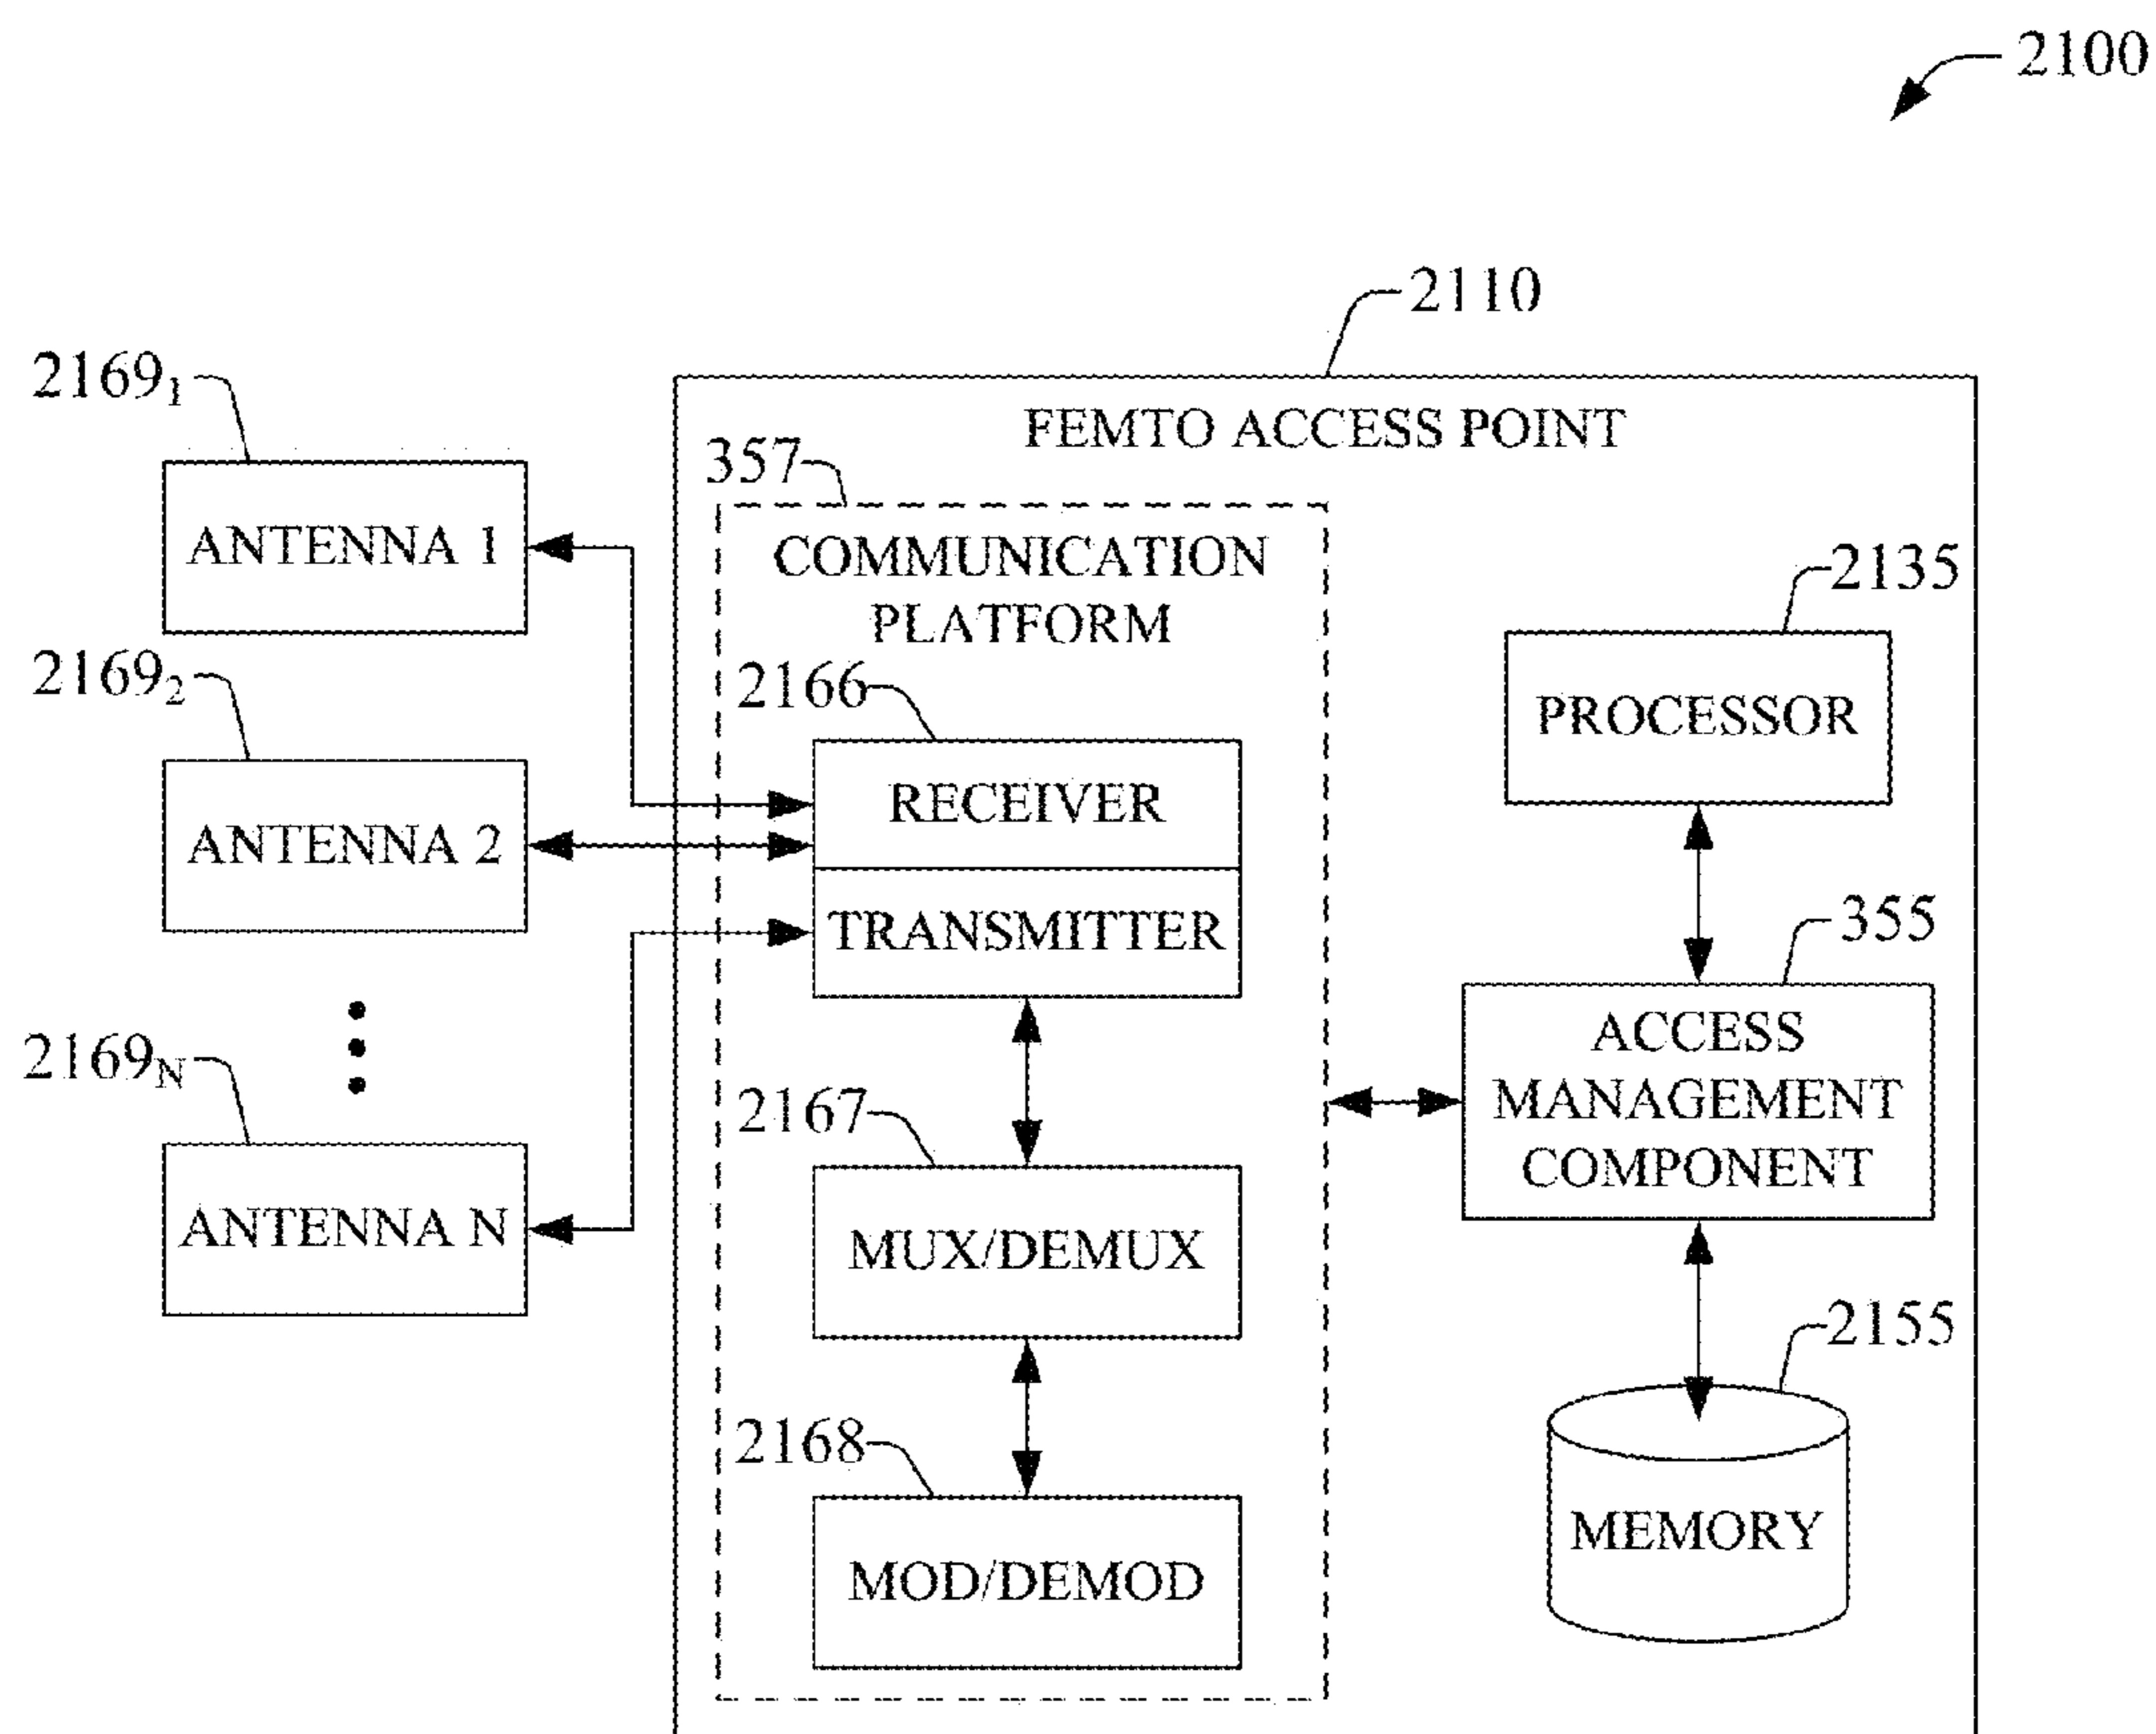 2100
2110
2169₁
FEMTO ACCESS POINT
357
ANTENNA 1
COMMUNICATION
PLATFORM
2135
2169₂
2166
PROCESSOR
RECEIVER
ANTENNA 2
TRANSMITTER
355
ACCESS
MANAGEMENT
COMPONENT
2169N
2167
ANTENNA N
MUX/DEMUX
2155
2168
MEMORY
MOD/DEMOD